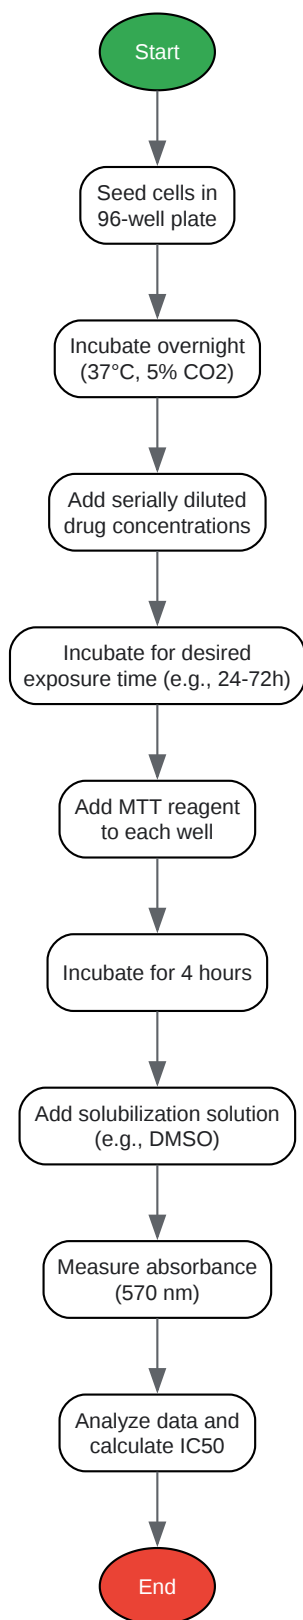 Start
Seed cells in
96-well plate
Incubate overnight
(37°C, 5% CO2)
Add serially diluted
drug concentrations
Incubate for desired
exposure time (e.g., 24-72h)
Add MTT reagent
to each well
Incubate for 4 hours
Add solubilization solution
(e.g., DMSO)
Measure absorbance
(570 nm)
Analyze data and
calculate IC50
End